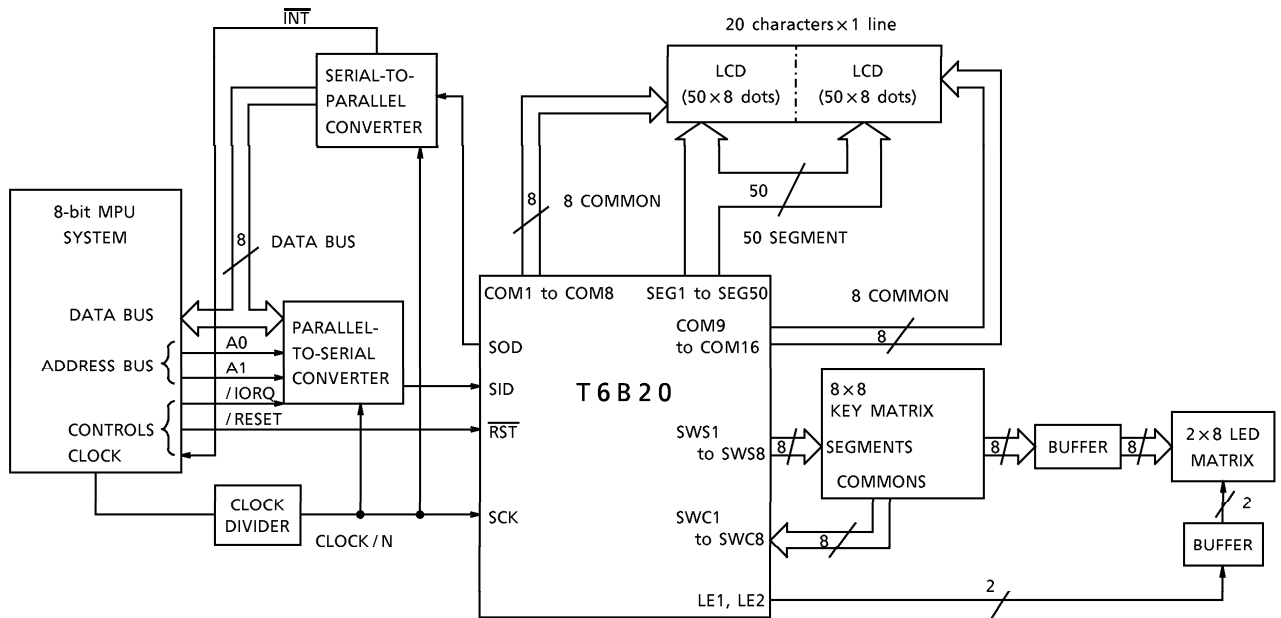 INT
20 characters×1 line
SERIAL-TO-
PARALLEL
CONVERTER
LCD
(50×8 dots)
LCD
(50×8 dots)
8
8 COMMON
50
50 SEGMENT
8-bit MPU
SYSTEM
8
DATA BUS
DATA BUS
ADDRESS BUS
A0
A1
/IORQ
/RESET
CONTROLS
CLOCK
PARALLEL-
TO-SERIAL
CONVERTER
CLOCK
DIVIDER
CLOCK/N
COM1 to COM8
SEG1 to SEG50
COM9
to COM16
8 COMMON
8
SOD
SID
RST
SCK
T6B20
SWS1
to SWS8
8
SWC1
to SWC8
8
LE1, LE2
2
8×8
KEY MATRIX
SEGMENTS
COMMONS
8
BUFFER
8
2×8 LED
MATRIX
2
BUFFER